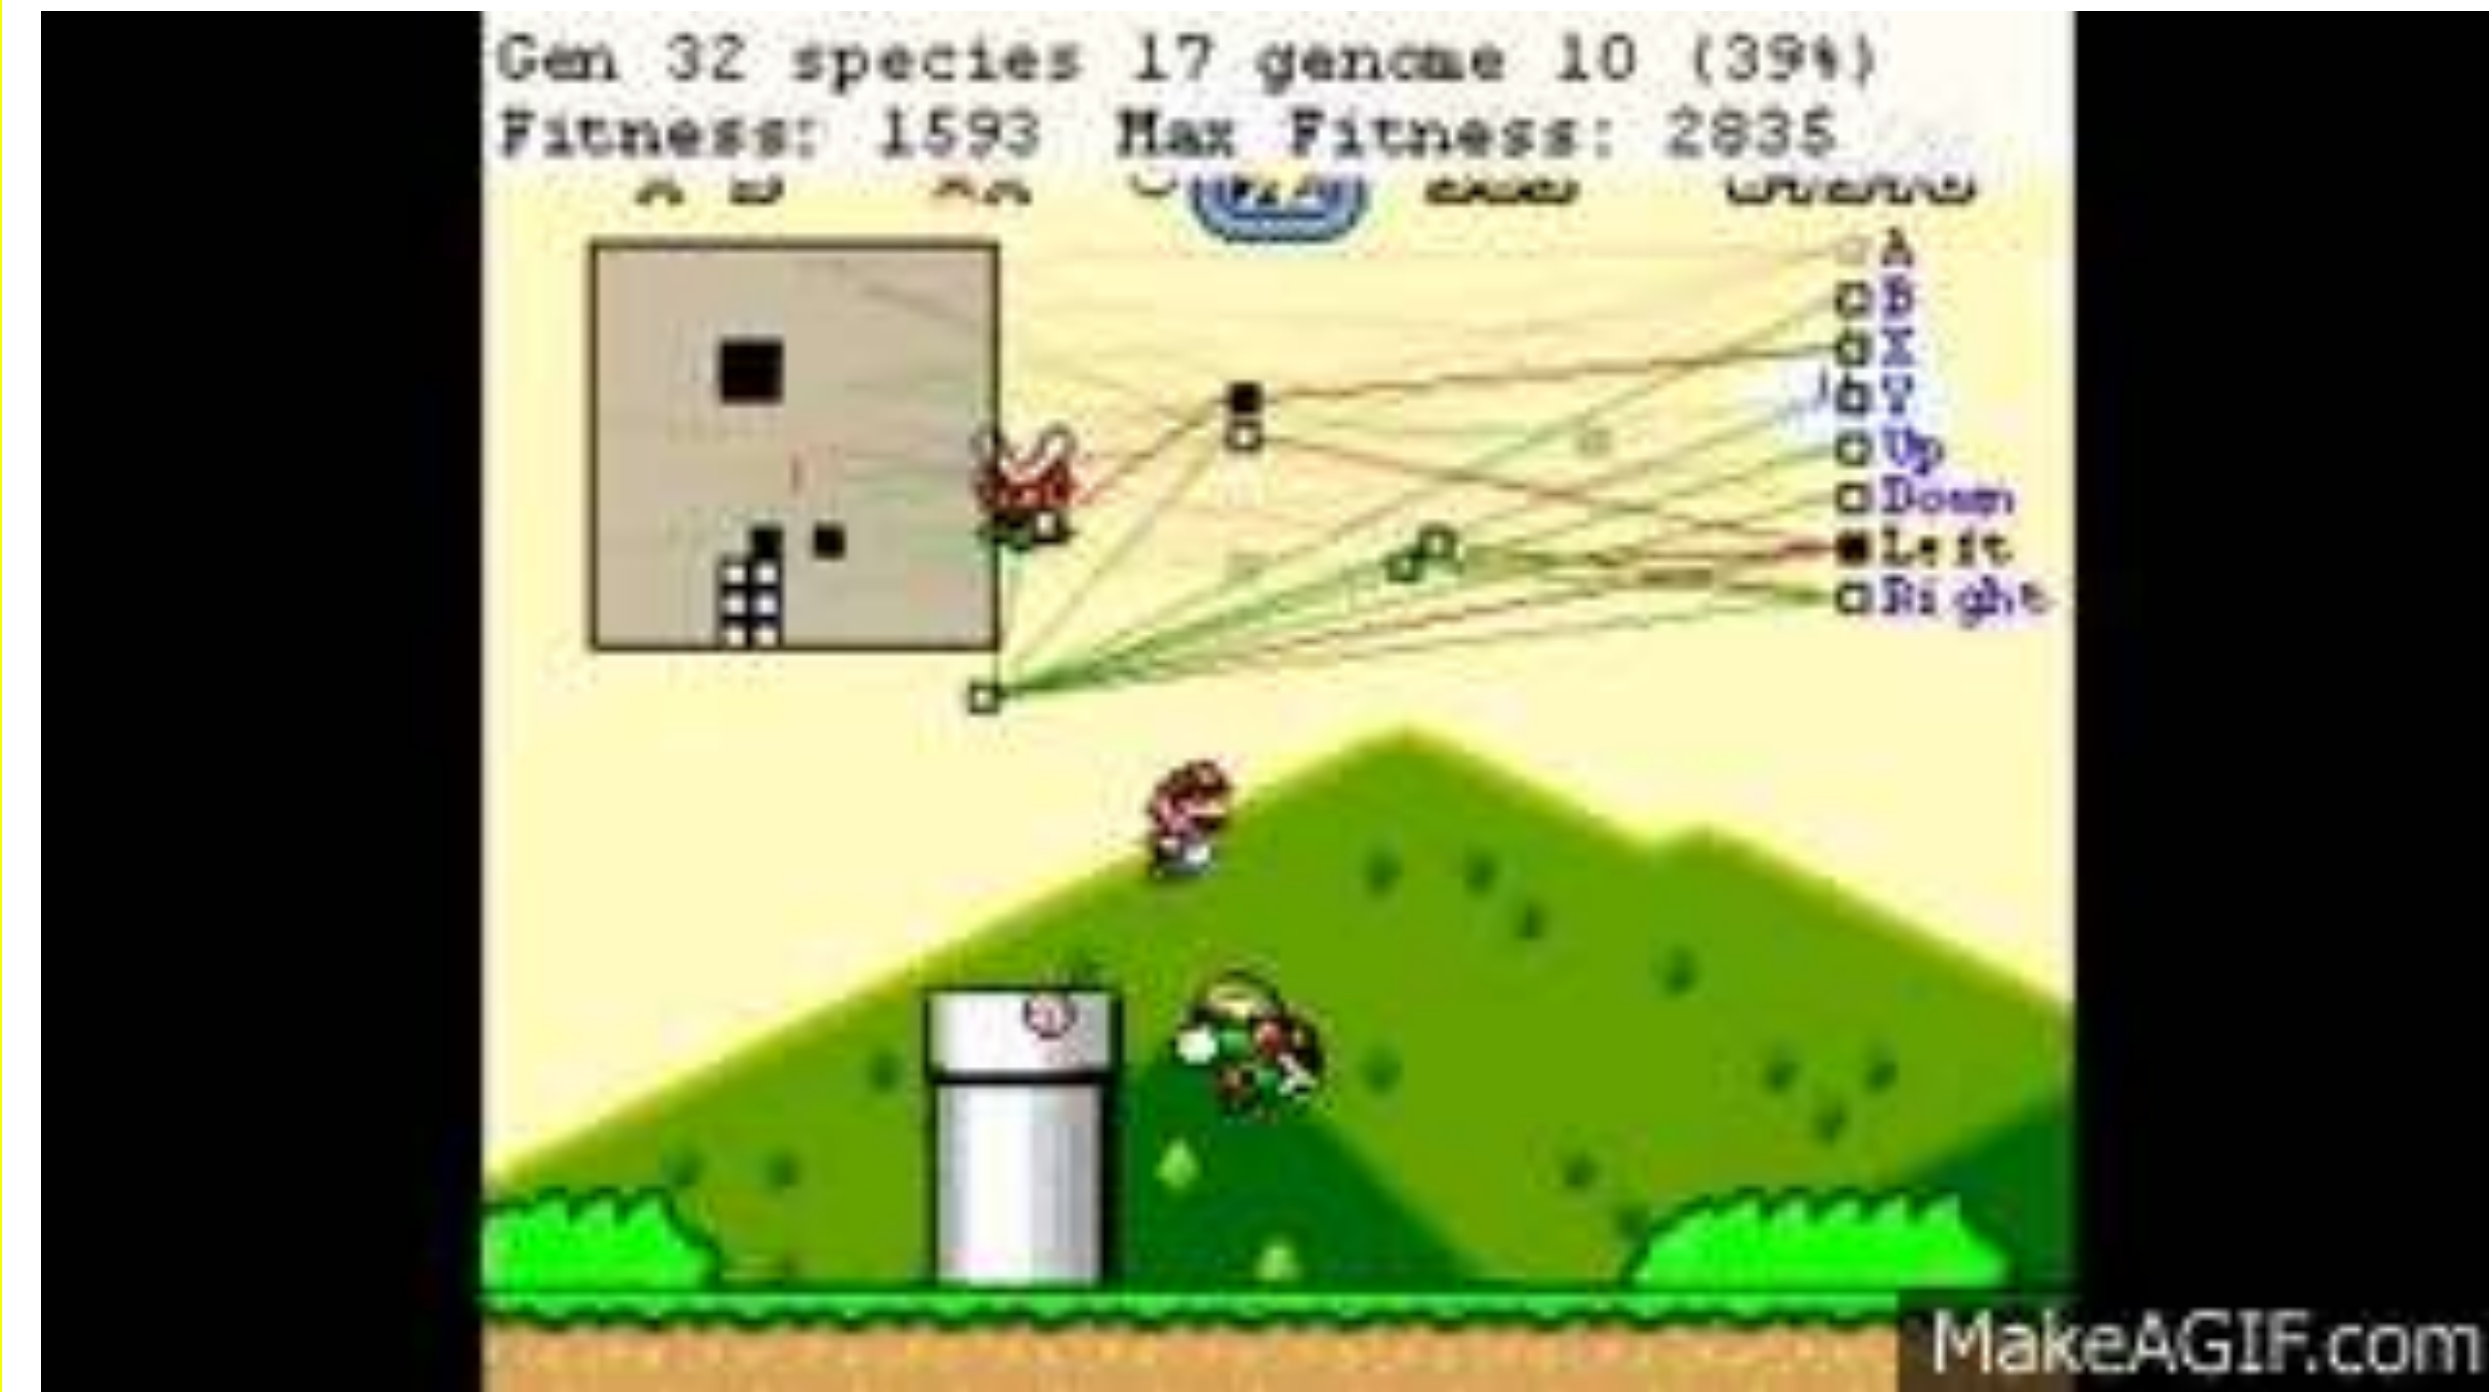 Gen 32 species 17 genome 10 (39%)
Fitness: 1593 Max Fitness: 2835
A
B
X
Y
Up
Down
Left
Right
MakeAGIF.com